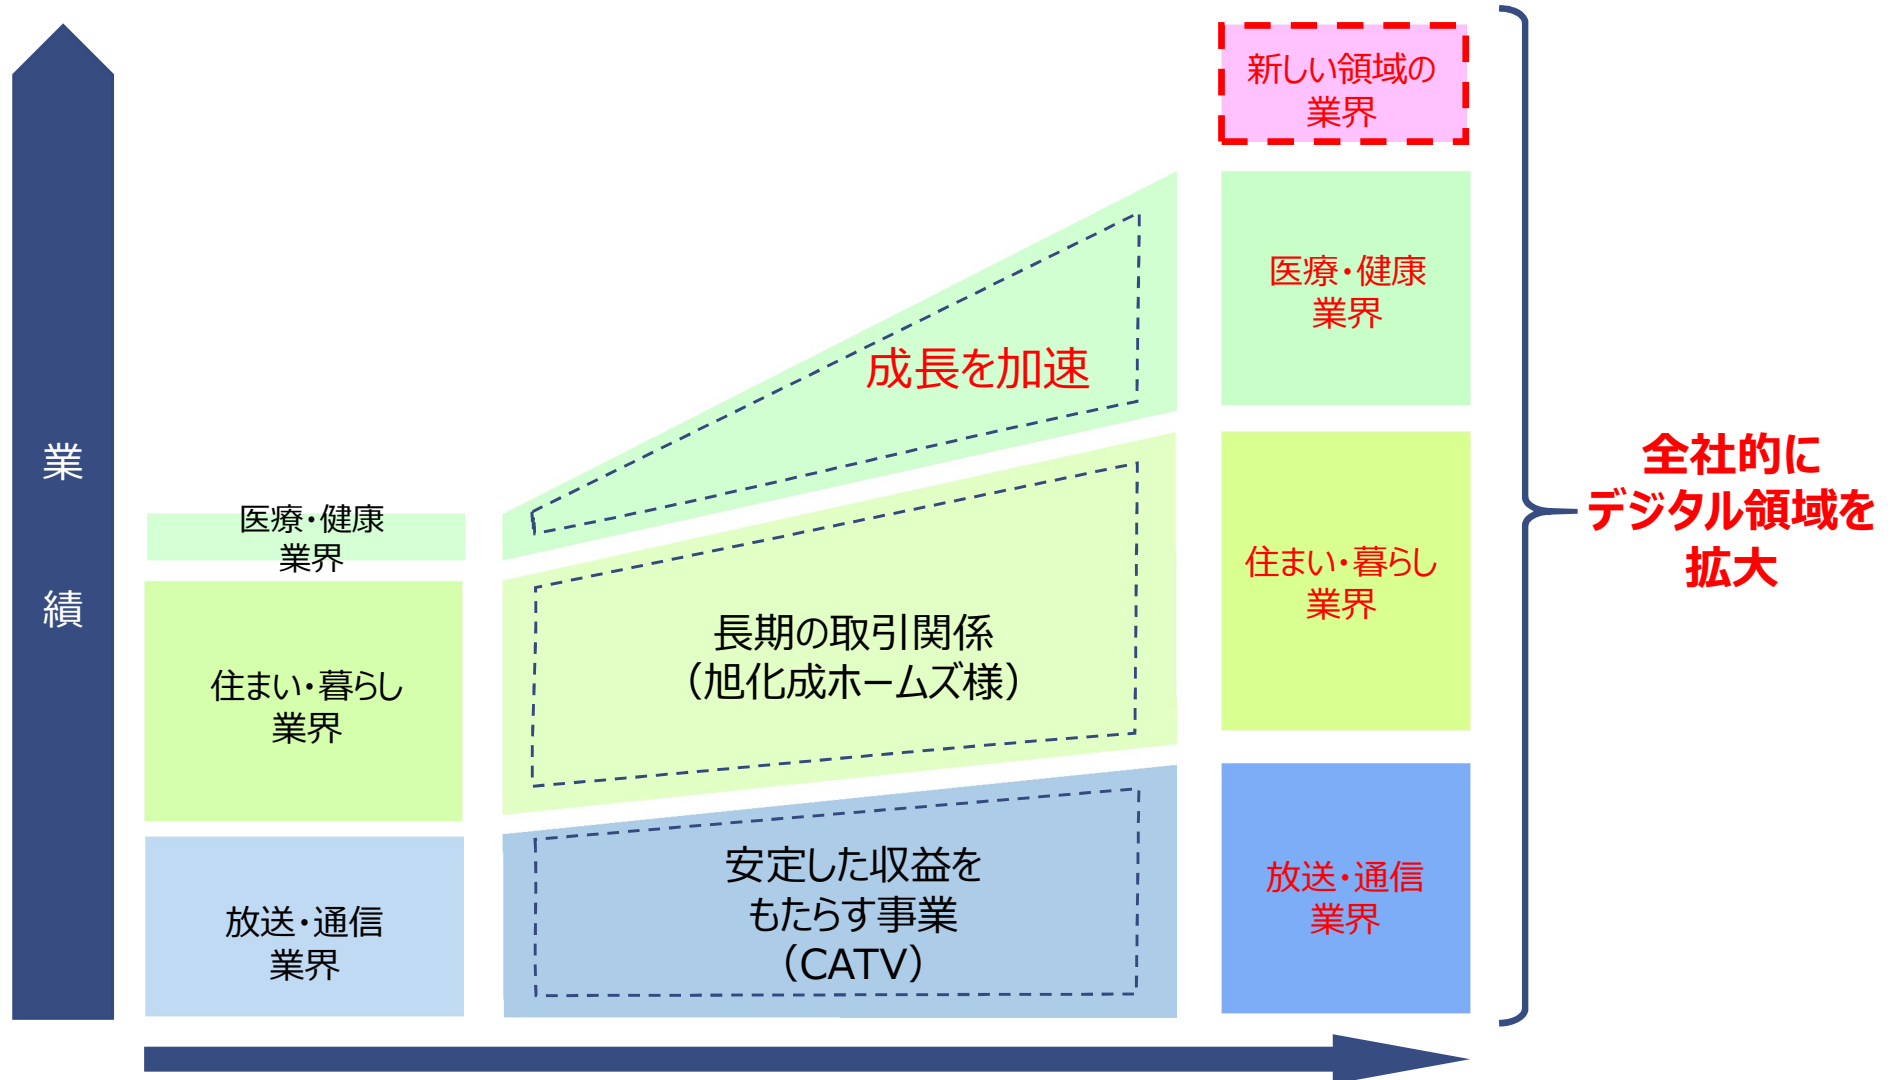 業
績
医療・健康
業界
住まい・暮らし
業界
放送・通信
業界
成長を加速
長期の取引関係
（旭化成ホームズ様）
安定した収益を
もたらす事業
（CATV）
新しい領域の
業界
医療・健康
業界
住まい・暮らし
業界
放送・通信
業界
全社的に
デジタル領域を
拡大